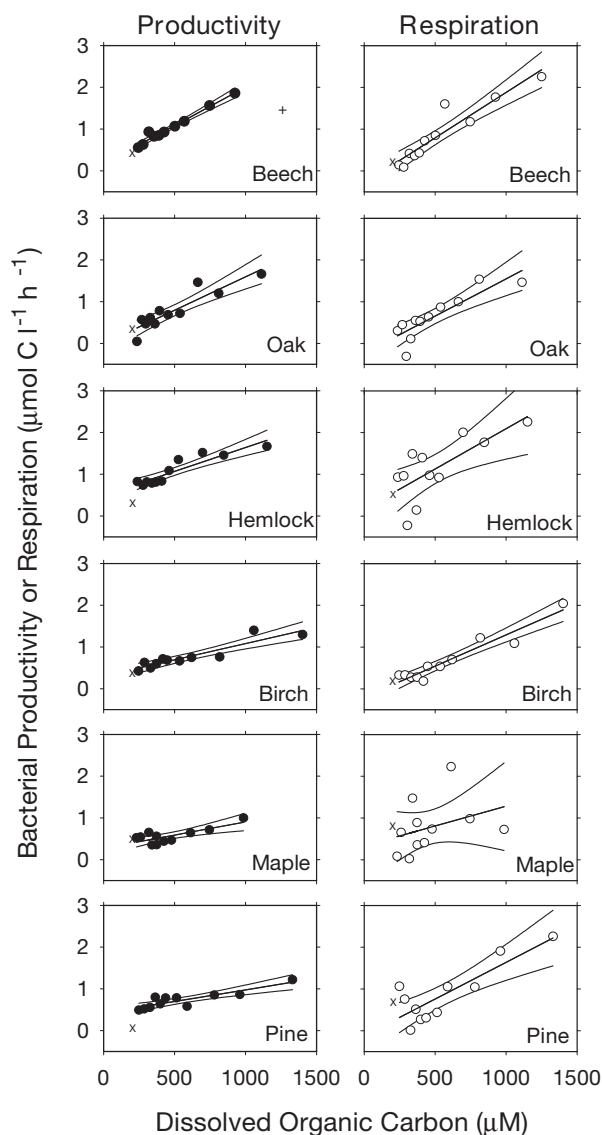 Productivity Respiration
Bacterial Productivity or Respiration (μmol C l⁻¹ h⁻¹)
3
2
1
0
Beech
Beech
3
2
1
0
Oak
Oak
3
2
1
0
Hemlock
Hemlock
3
2
1
0
Birch
Birch
3
2
1
0
Maple
Maple
3
2
1
0
Pine
Pine
0 500 1000 1500 0 500 1000 1500
Dissolved Organic Carbon (μM)